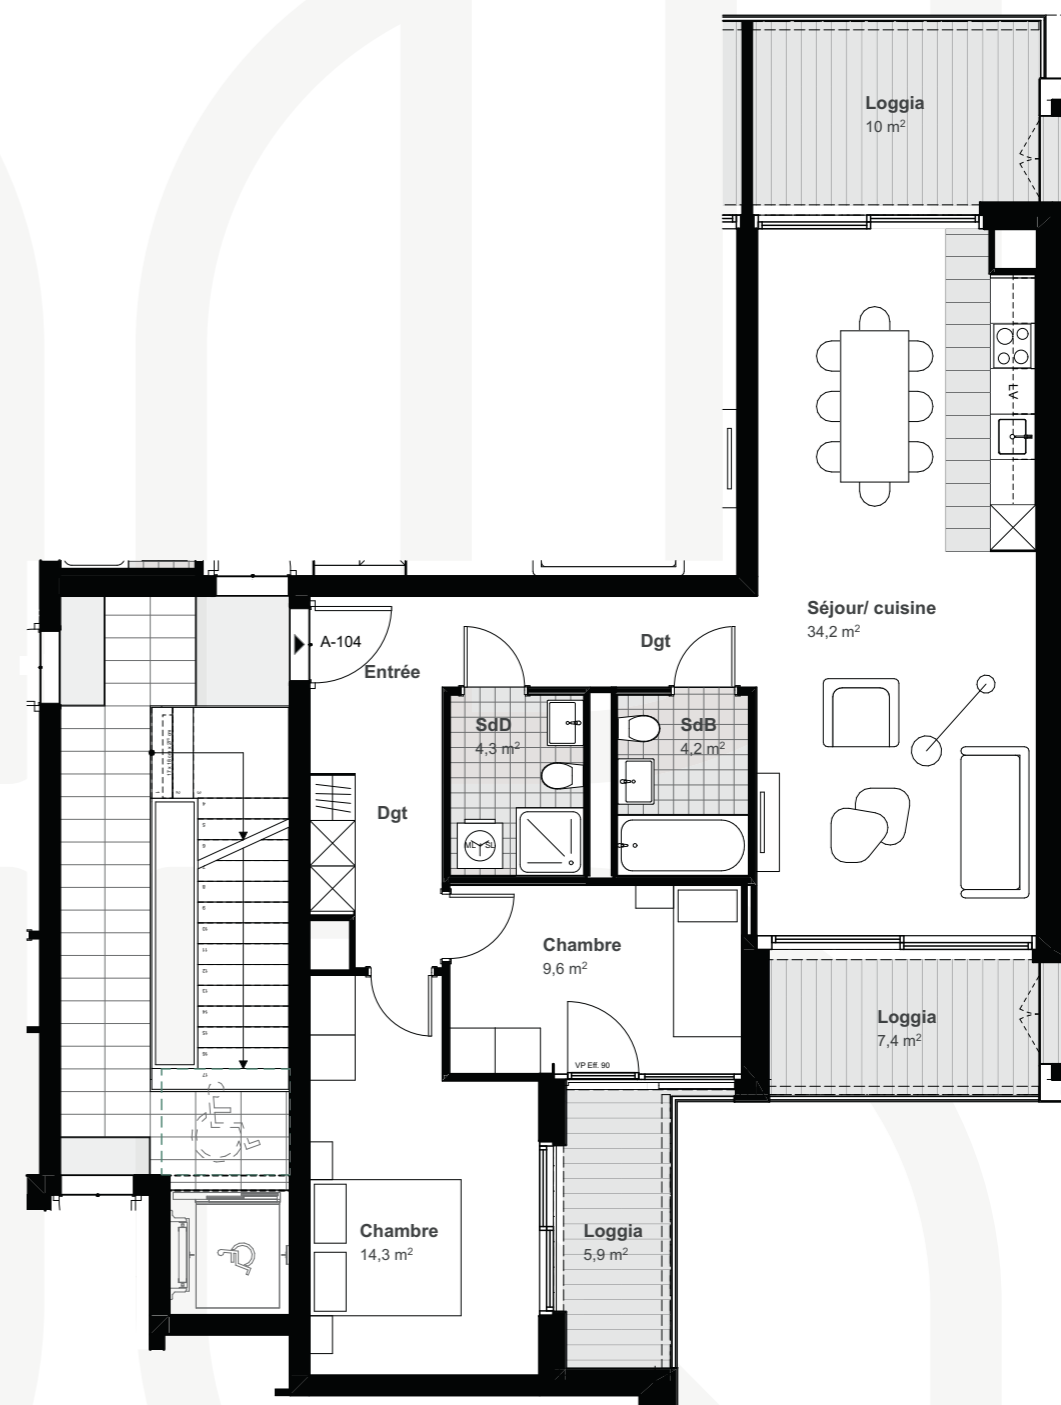 Loggia
10 m²
FV
Séjour/ cuisine
34,2 m²
A-104
Entrée
Dgt
SdD
4,3 m²
SdB
4,2 m²
Dgt
ML + SL
Chambre
9,6 m²
VP Eff. 90
Loggia
7,4 m²
Chambre
14,3 m²
Loggia
5,9 m²